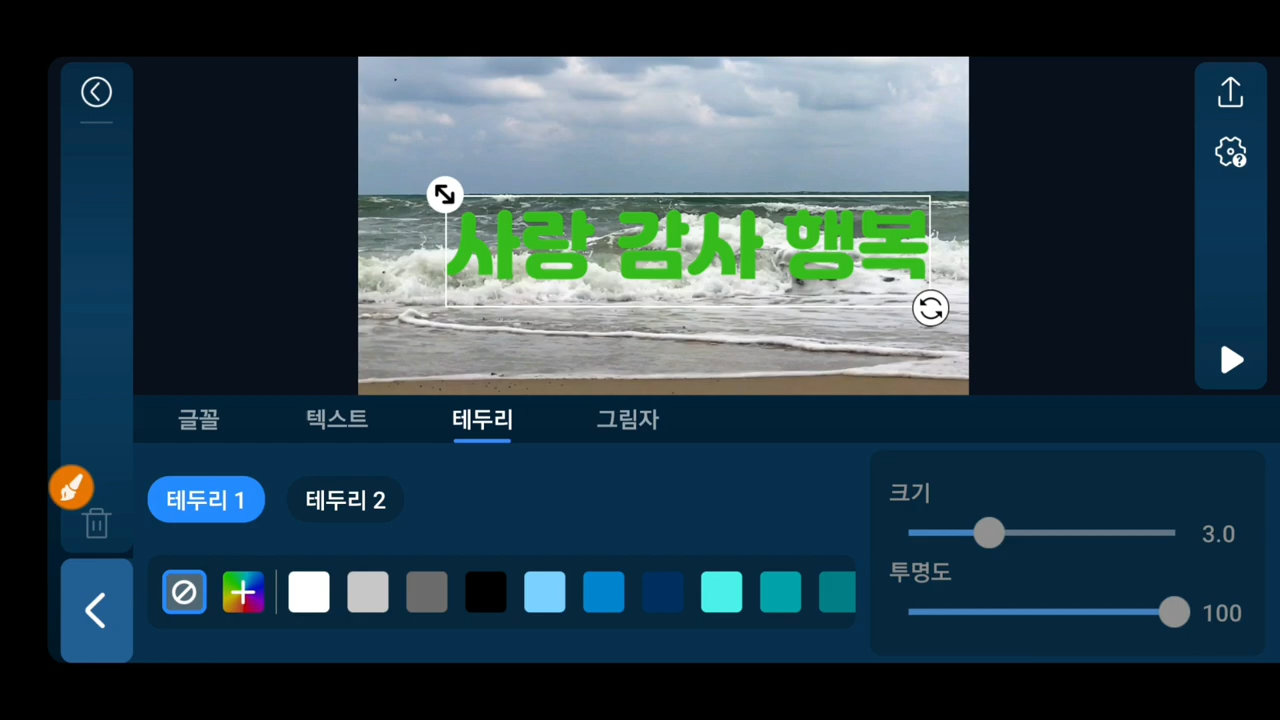 사랑 감사 행복
글꼴 텍스트 테두리 그림자
테두리 1 테두리 2
크기
3.0
투명도
100